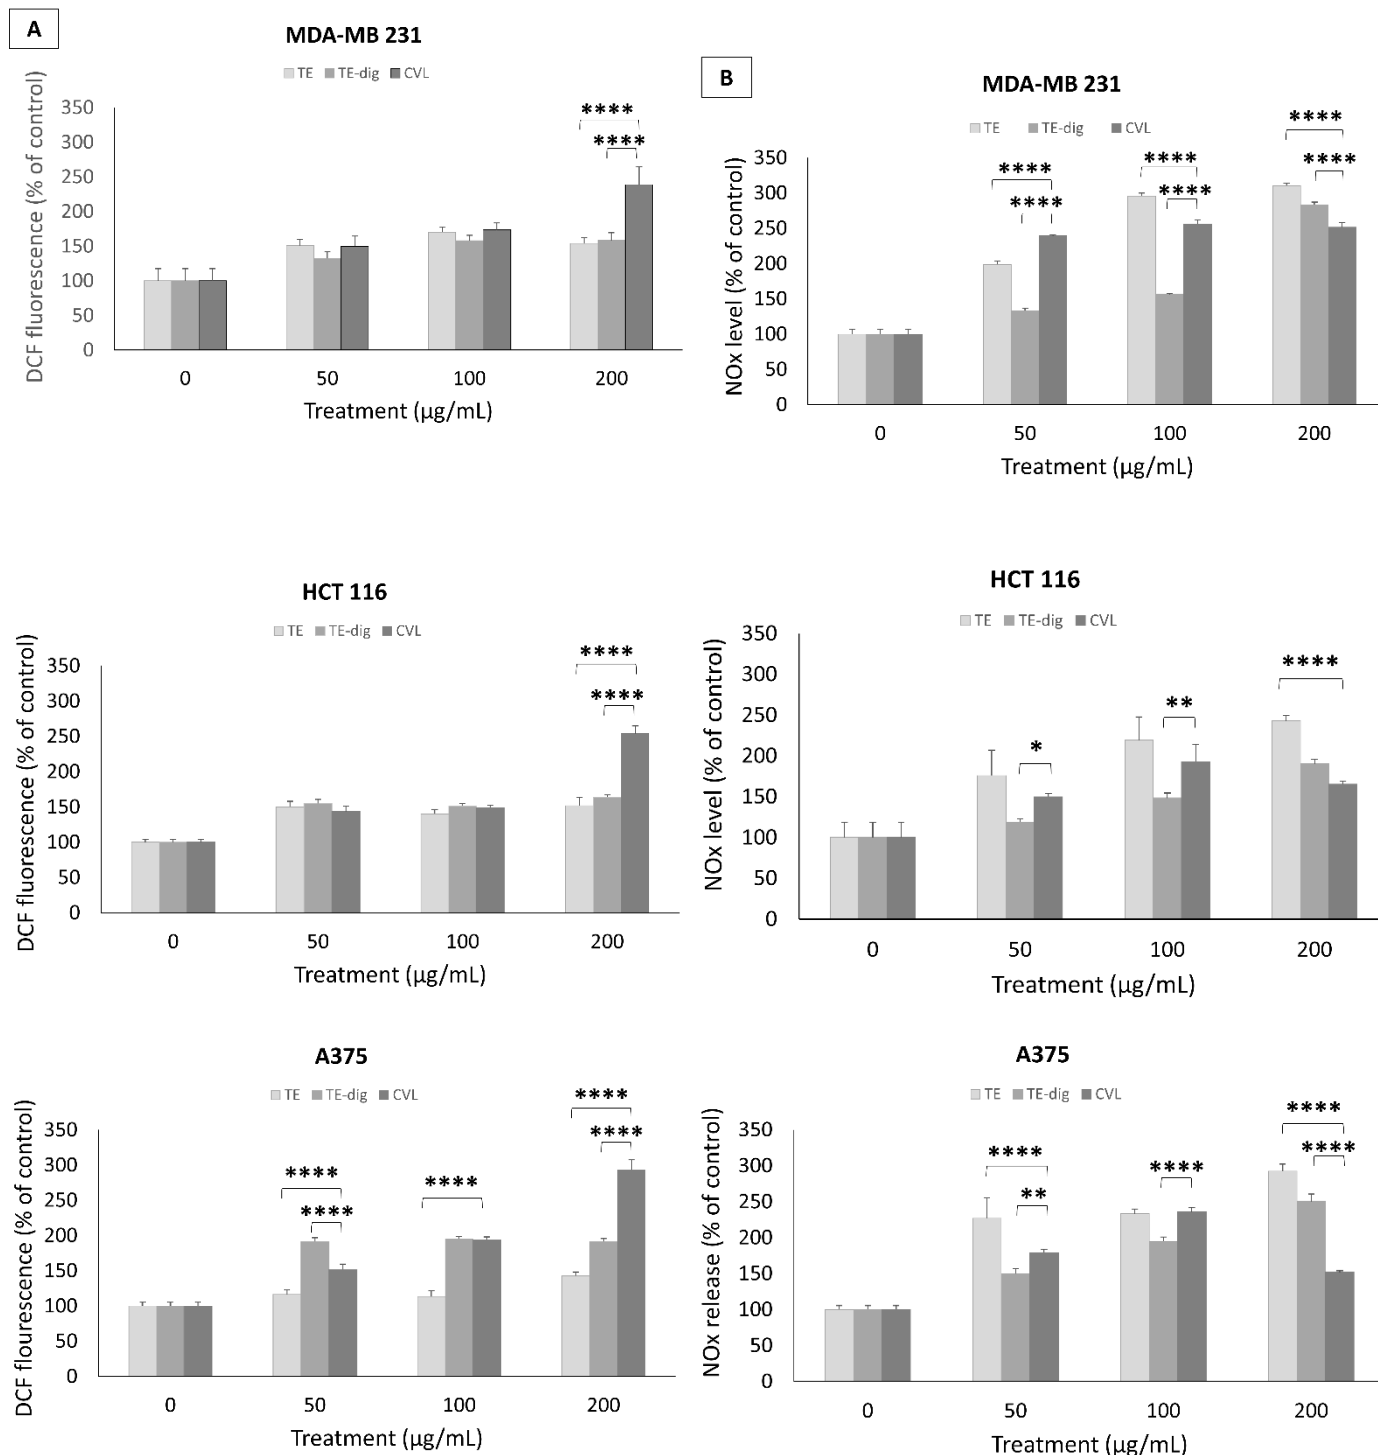 A
MDA-MB 231
TE TE-dig CVL
DCF fluorescence (% of control)
350
300
250
200
150
100
50
0
****
****
0 50 100 200
Treatment (µg/mL)
B
MDA-MB 231
TE TE-dig CVL
NOx level (% of control)
350
300
250
200
150
100
50
0
****
****
****
****
****
****
0 50 100 200
Treatment (µg/mL)
HCT 116
TE TE-dig CVL
DCF fluorescence (% of control)
350
300
250
200
150
100
50
0
****
****
0 50 100 200
Treatment (µg/mL)
HCT 116
TE TE-dig CVL
NOx level (% of control)
350
300
250
200
150
100
50
0
*
**
****
0 50 100 200
Treatment (µg/mL)
A375
TE TE-dig CVL
DCF flourescence (% of control)
350
300
250
200
150
100
50
0
****
****
****
****
****
0 50 100 200
Treatment (µg/mL)
A375
TE TE-dig CVL
NOx release (% of control)
350
300
250
200
150
100
50
0
****
**
****
****
****
0 50 100 200
Treatment (µg/mL)